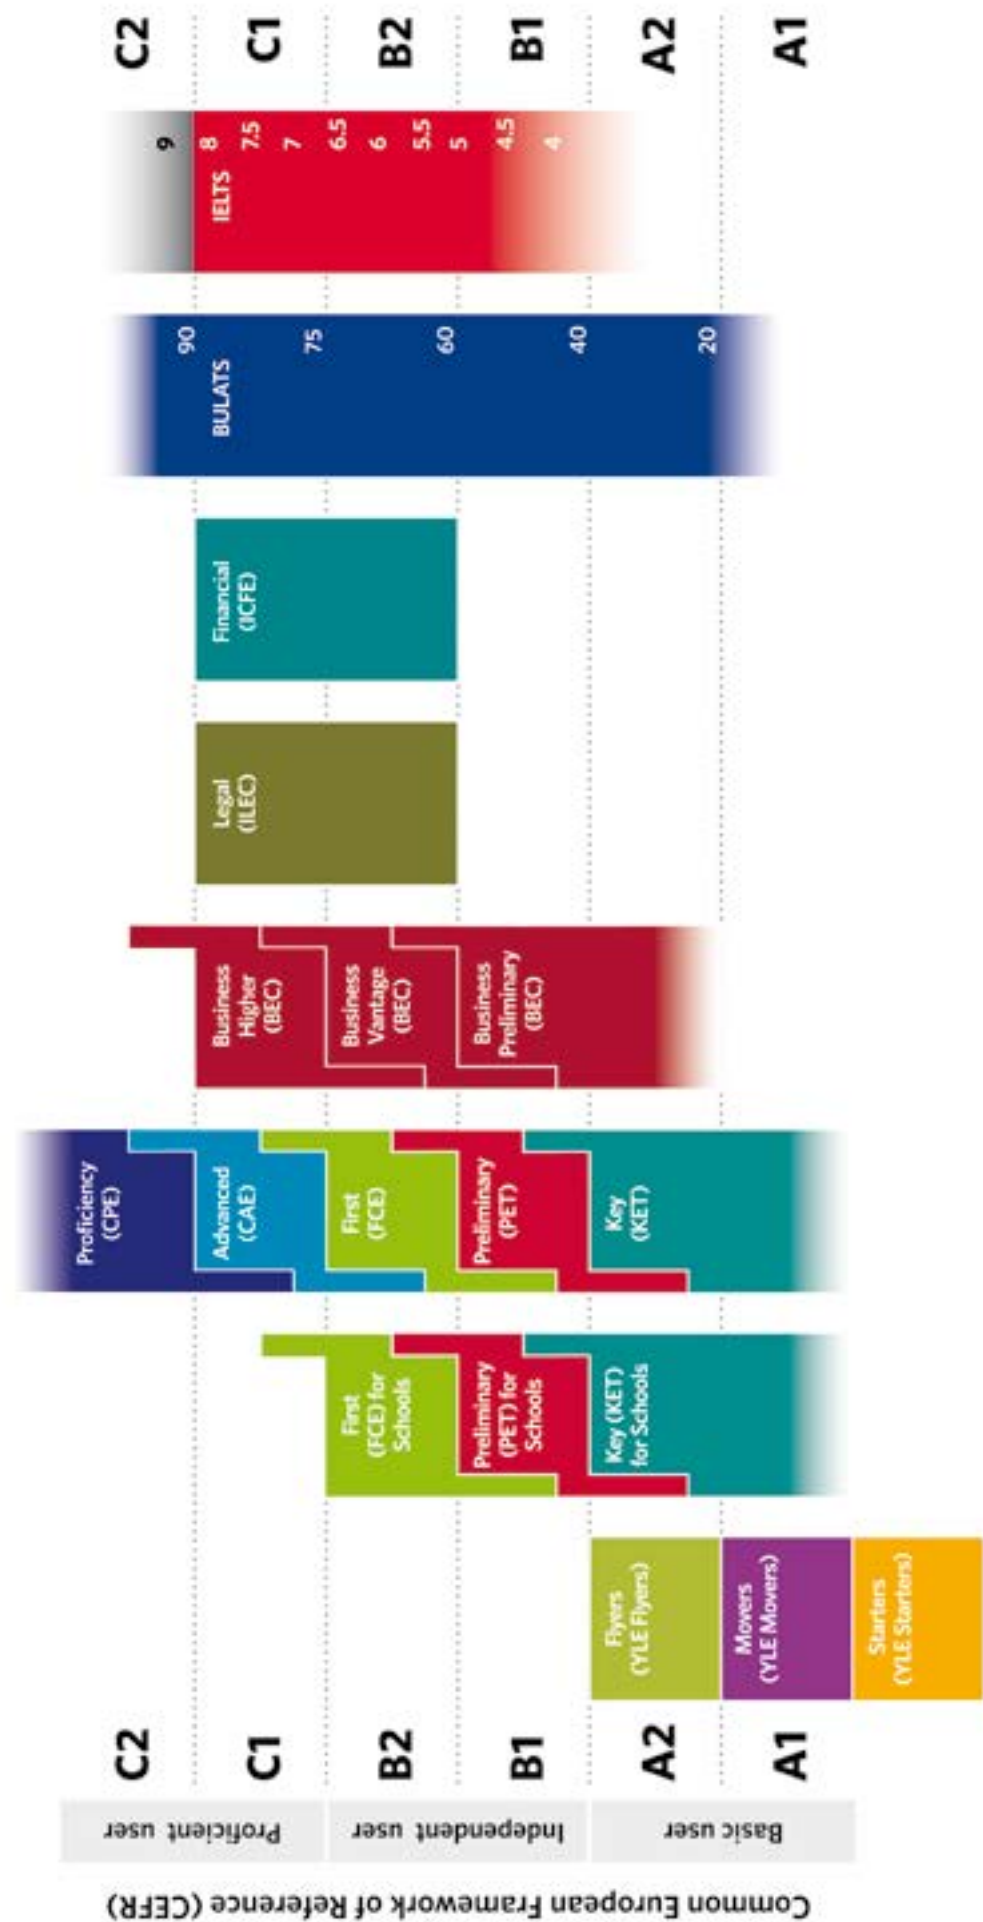 Common European Framework of Reference (CEFR)
Proficient user
Independent user
Basic user
C2
C1
B2
B1
A2
A1
Flyers
(YLE Flyers)
Movers
(YLE Movers)
Starters
(YLE Starters)
First
(FCE) for
Schools
Preliminary
(PET) for
Schools
Key (KET)
for Schools
Proficiency
(CPE)
Advanced
(CAE)
First
(FCE)
Preliminary
(PET)
Key
(KET)
Business
Higher
(BEC)
Business
Vantage
(BEC)
Business
Preliminary
(BEC)
Legal
(ILEC)
Financial
(ICFE)
BULATS
90
75
60
40
20
IELTS
9
8
7.5
7
6.5
6
5.5
5
4.5
4
C2
C1
B2
B1
A2
A1